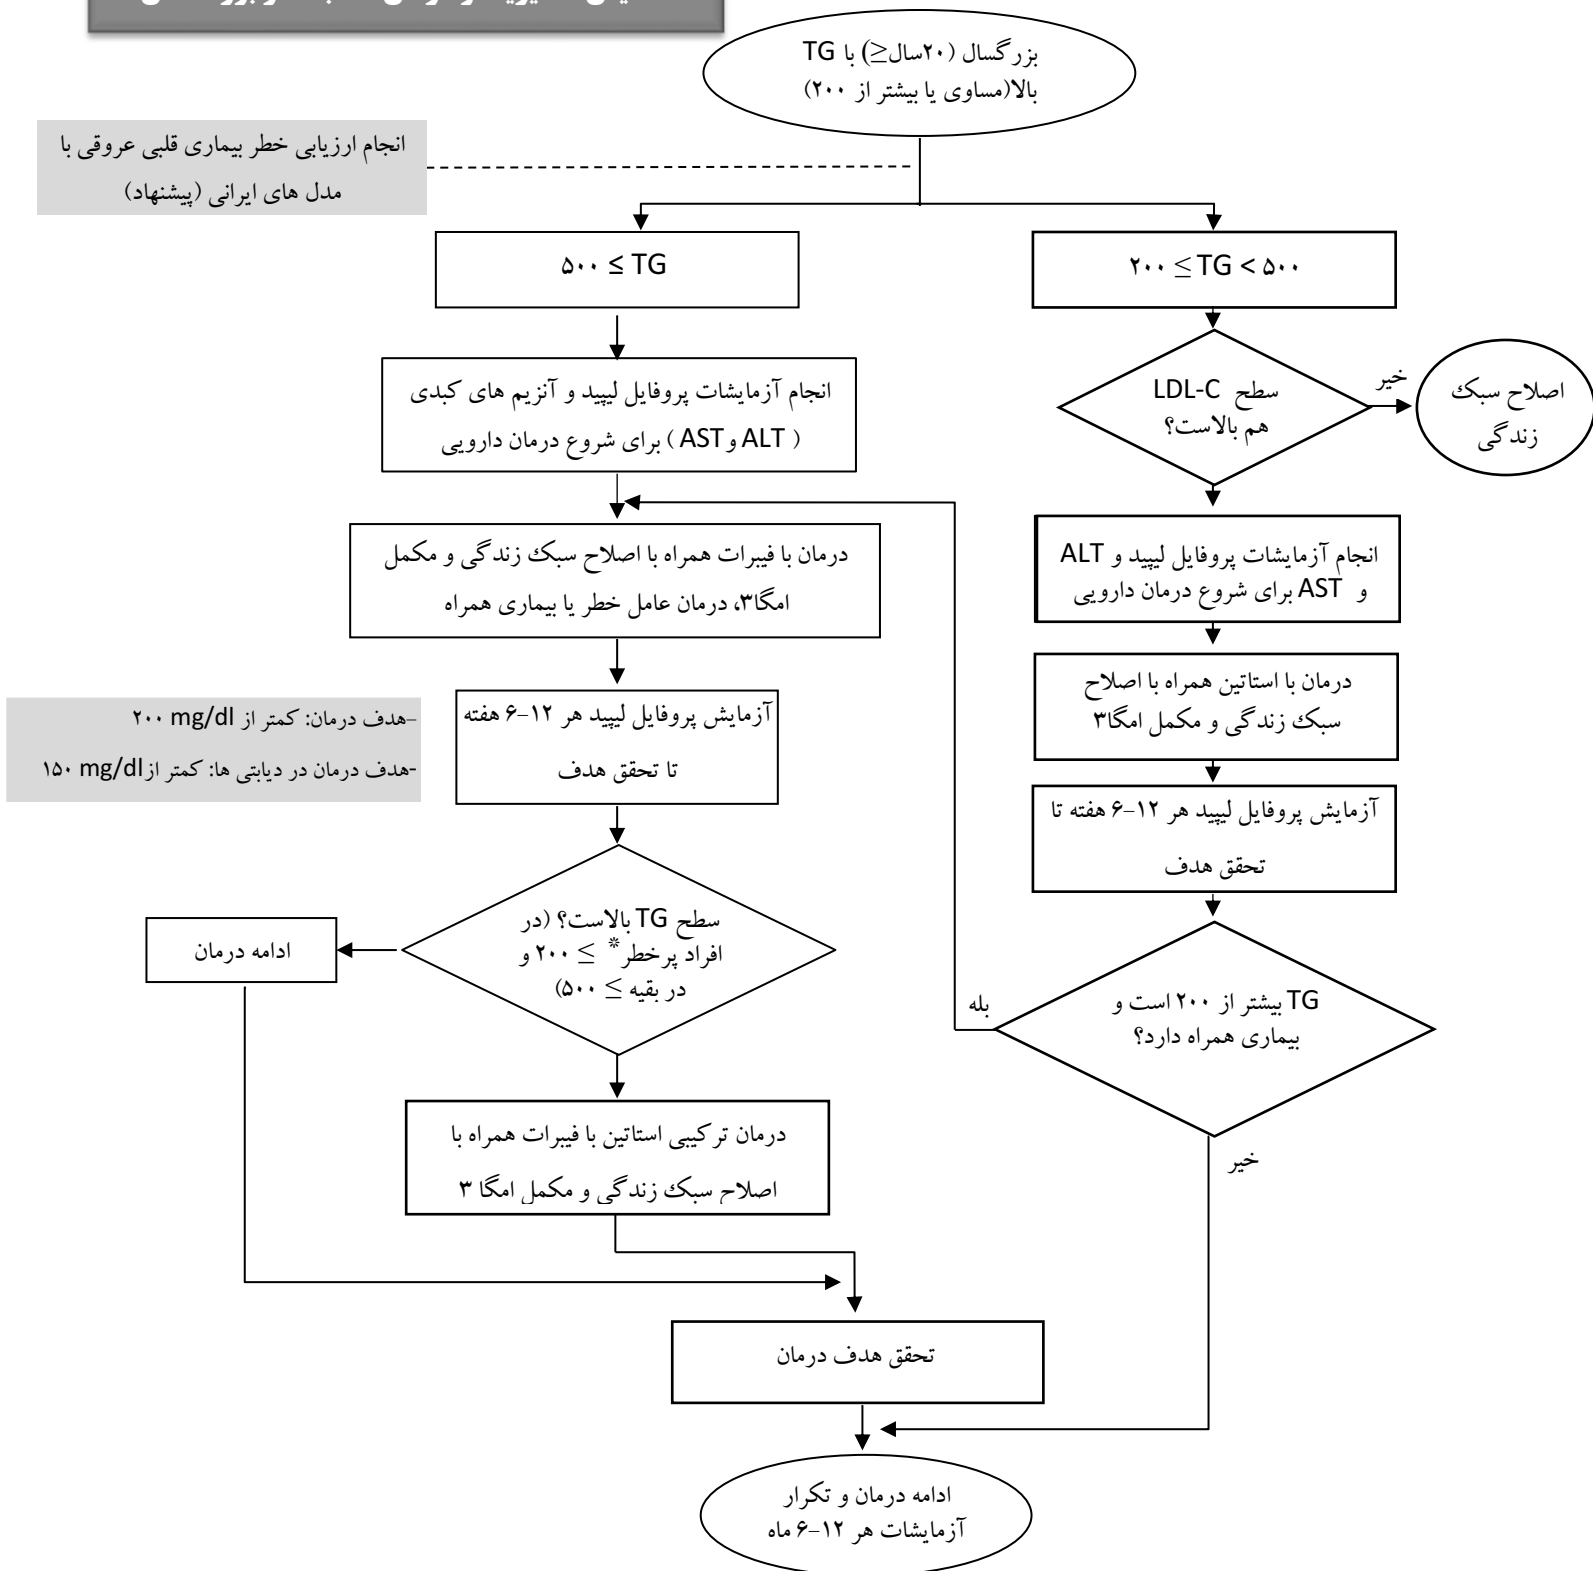 بزرگسال (۲۰سال≤) با TG
بالا(مساوی یا بیشتر از ۲۰۰)
انجام ارزیابی خطر بیماری قلبی عروقی با
مدل های ایرانی (پیشنهاد)
۲۰۰ ≤ TG < ۵۰۰
۵۰۰ ≤ TG
سطح LDL-C
هم بالاست؟
خیر
اصلاح سبک
زندگی
انجام آزمایشات پروفایل لیپید و آنزیم های کبدی
( ALT و AST ) برای شروع درمان دارویی
انجام آزمایشات پروفایل لیپید و ALT
و AST برای شروع درمان دارویی
درمان با فیبرات همراه با اصلاح سبک زندگی و مکمل
امگا۳، درمان عامل خطر یا بیماری همراه
درمان با استاتین همراه با اصلاح
سبک زندگی و مکمل امگا۳
آزمایش پروفایل لیپید هر ۱۲-۶ هفته
تا تحقق هدف
-هدف درمان: کمتر از ۲۰۰ mg/dl
-هدف درمان در دیابتی ها: کمتر از ۱۵۰ mg/dl
آزمایش پروفایل لیپید هر ۱۲-۶ هفته تا
تحقق هدف
سطح TG بالاست؟ (در
افراد پرخطر* ≥ ۲۰۰ و
در بقیه ≥ ۵۰۰)
ادامه درمان
TG بیشتر از ۲۰۰ است و
بیماری همراه دارد؟
بله
خیر
درمان ترکیبی استاتین با فیبرات همراه با
اصلاح سبک زندگی و مکمل امگا ۳
تحقق هدف درمان
ادامه درمان و تکرار
آزمایشات هر ۱۲-۶ ماه